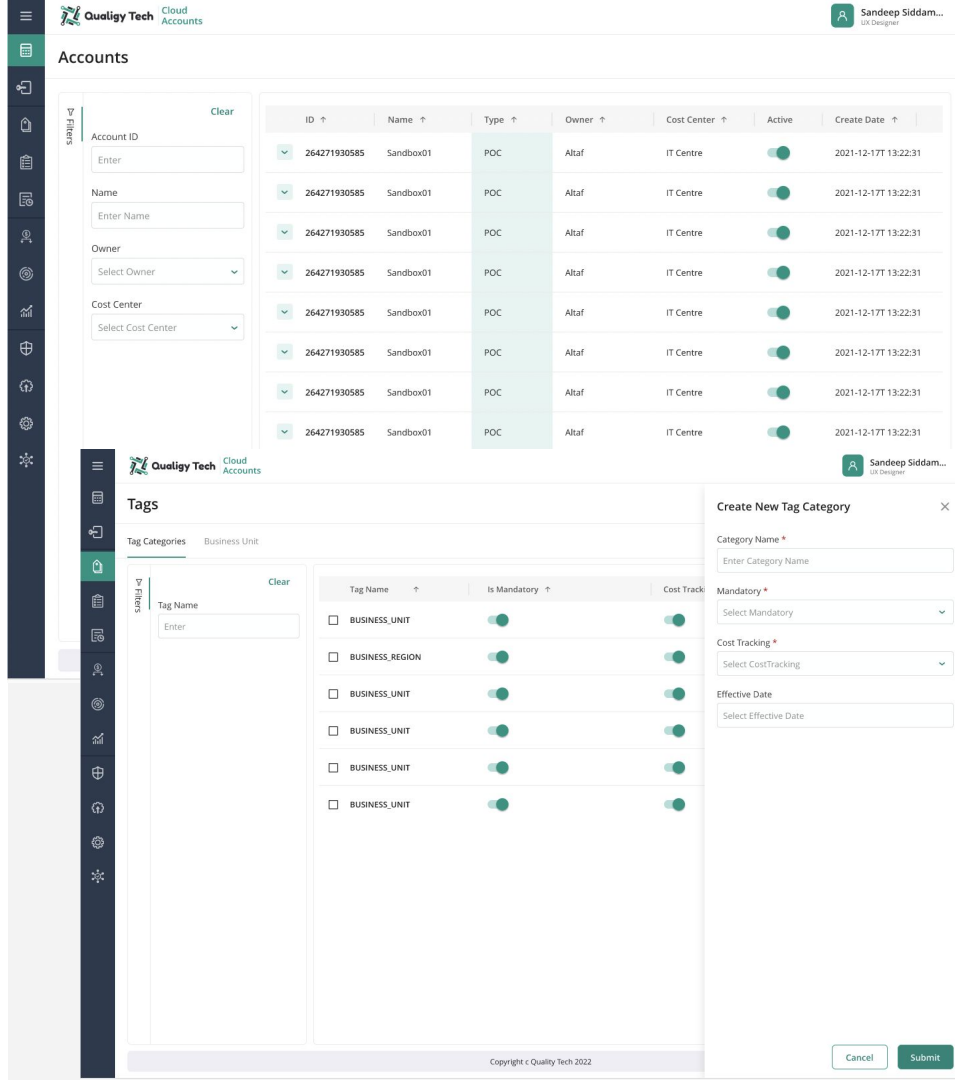 Qualigy Tech Cloud Accounts
Sandeep Siddam...
UX Designer
Accounts
Filters
Clear
Account ID
Enter
Name
Enter Name
Owner
Select Owner
Cost Center
Select Cost Center
ID ↑ Name ↑ Type ↑ Owner ↑ Cost Center ↑ Active Create Date ↑
264271930585 Sandbox01 POC Altaf IT Centre 2021-12-17T 13:22:31
264271930585 Sandbox01 POC Altaf IT Centre 2021-12-17T 13:22:31
264271930585 Sandbox01 POC Altaf IT Centre 2021-12-17T 13:22:31
264271930585 Sandbox01 POC Altaf IT Centre 2021-12-17T 13:22:31
264271930585 Sandbox01 POC Altaf IT Centre 2021-12-17T 13:22:31
264271930585 Sandbox01 POC Altaf IT Centre 2021-12-17T 13:22:31
264271930585 Sandbox01 POC Altaf IT Centre 2021-12-17T 13:22:31
264271930585 Sandbox01 POC Altaf IT Centre 2021-12-17T 13:22:31
Qualigy Tech Cloud Accounts
Sandeep Siddam...
UX Designer
Tags
Tag Categories Business Unit
Filters
Clear
Tag Name
Enter
Tag Name ↑ Is Mandatory ↑ Cost Tracki
BUSINESS_UNIT
BUSINESS_REGION
BUSINESS_UNIT
BUSINESS_UNIT
BUSINESS_UNIT
BUSINESS_UNIT
Create New Tag Category
Category Name *
Enter Category Name
Mandatory *
Select Mandatory
Cost Tracking *
Select CostTracking
Effective Date
Select Effective Date
Cancel Submit
Copyright c Quality Tech 2022